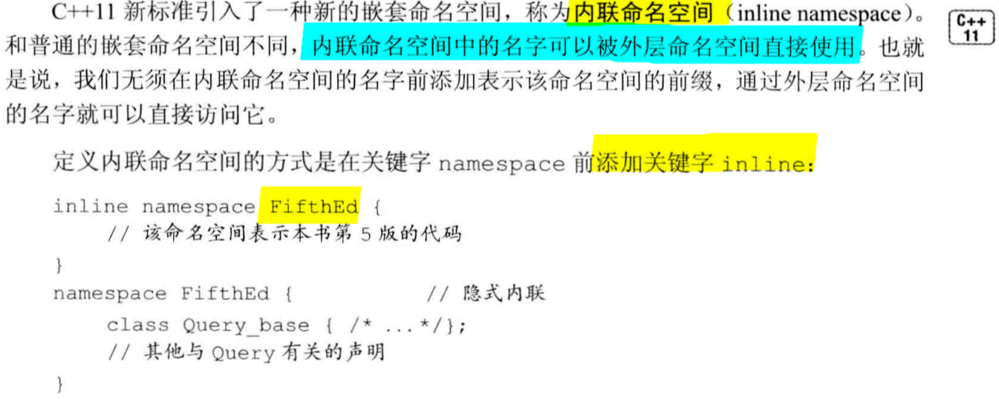 C++11 新标准引入了一种新的嵌套命名空间，称为内联命名空间（inline namespace）。
C++
11
和普通的嵌套命名空间不同，内联命名空间中的名字可以被外层命名空间直接使用。也就
是说，我们无须在内联命名空间的名字前添加表示该命名空间的前缀，通过外层命名空间
的名字就可以直接访问它。
定义内联命名空间的方式是在关键字 namespace 前添加关键字 inline：
inline namespace FifthEd {
// 该命名空间表示本书第 5 版的代码
}
namespace FifthEd { // 隐式内联
class Query_base { /* ... */};
// 其他与 Query 有关的声明
}